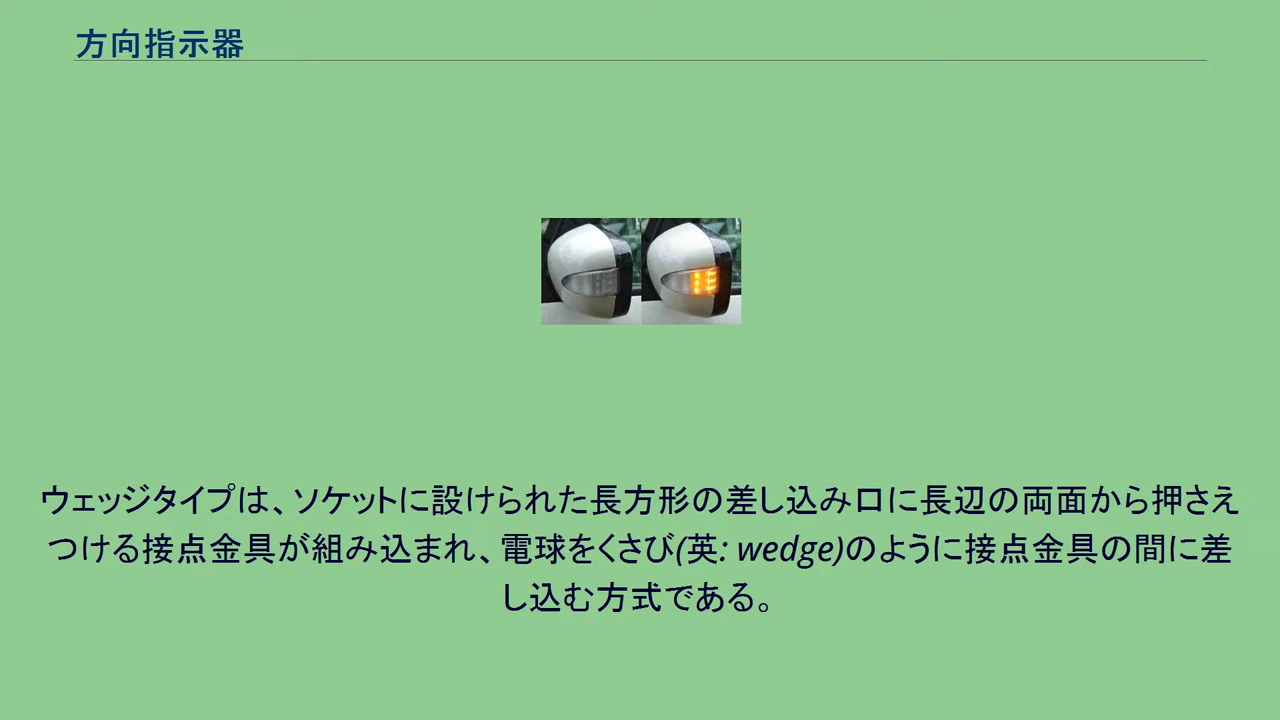 方向指示器
ウェッジタイプは、ソケットに設けられた長方形の差し込み口に長辺の両面から押さえ
つける接点金具が組み込まれ、電球をくさび(英: wedge)のように接点金具の間に差
し込む方式である。